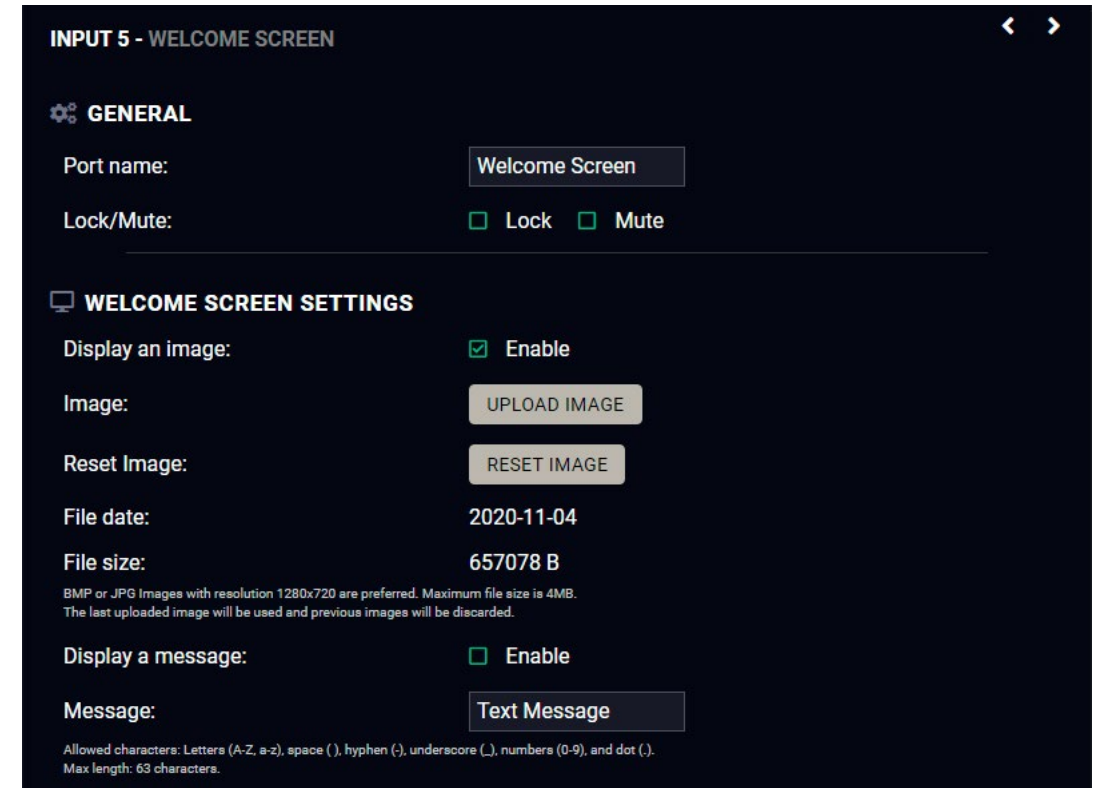 INPUT 5 - WELCOME SCREEN
GENERAL
Port name: Welcome Screen
Lock/Mute: Lock Mute
WELCOME SCREEN SETTINGS
Display an image: Enable
Image: UPLOAD IMAGE
Reset Image: RESET IMAGE
File date: 2020-11-04
File size: 657078 B
BMP or JPG Images with resolution 1280x720 are preferred. Maximum file size is 4MB.
The last uploaded image will be used and previous images will be discarded.
Display a message: Enable
Message: Text Message
Allowed characters: Letters (A-Z, a-z), space ( ), hyphen (-), underscore (_), numbers (0-9), and dot (.).
Max length: 63 characters.